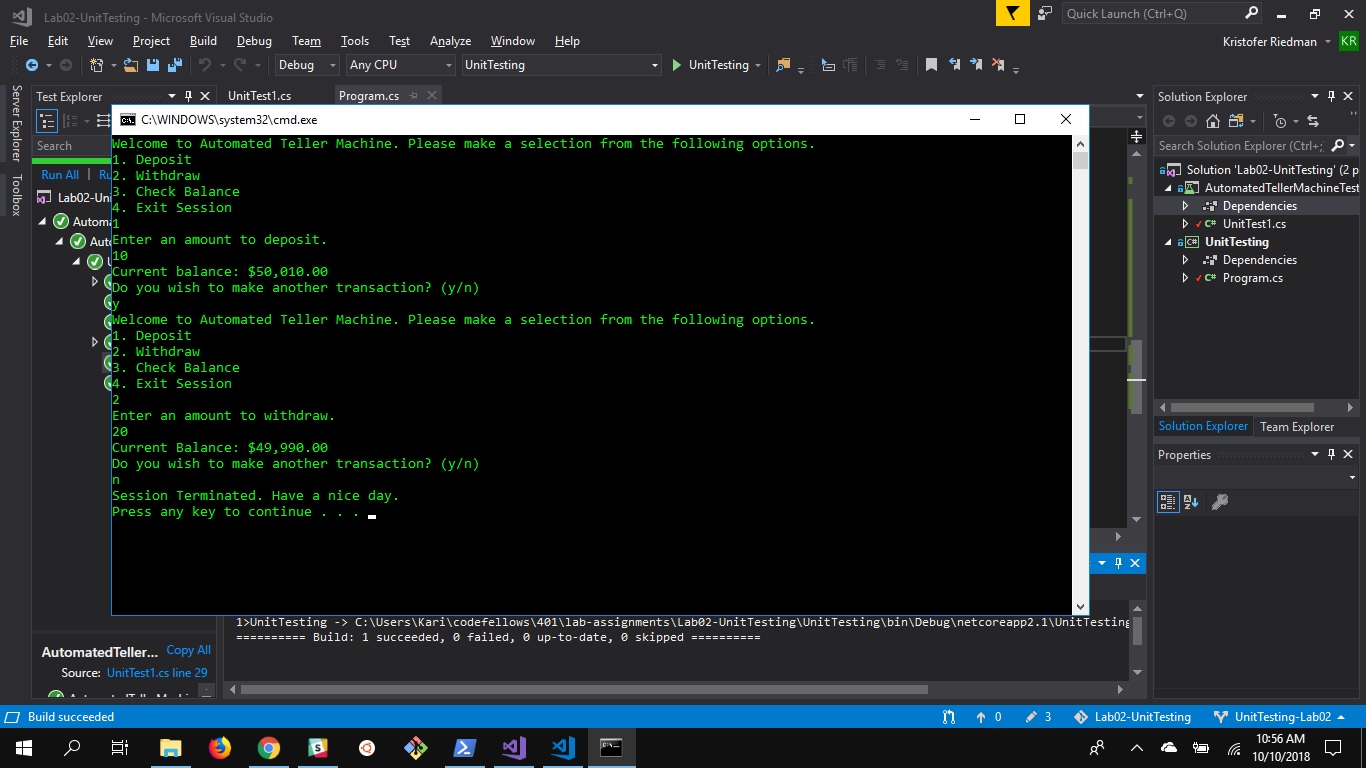 Lab02-UnitTesting - Microsoft Visual Studio
Quick Launch (Ctrl+Q)
File Edit View Project Build Debug Team Tools Test Analyze Window Help
Kristofer Riedman KR
Debug Any CPU UnitTesting UnitTesting
Server Explorer
Toolbox
Test Explorer
UnitTest1.cs Program.cs
Search
Run All
Lab02-Uni
Automa
Auto
C:\WINDOWS\system32\cmd.exe
Welcome to Automated Teller Machine. Please make a selection from the following options.
1. Deposit
2. Withdraw
3. Check Balance
4. Exit Session
1
Enter an amount to deposit.
10
Current balance: $50,010.00
Do you wish to make another transaction? (y/n)
y
Welcome to Automated Teller Machine. Please make a selection from the following options.
1. Deposit
2. Withdraw
3. Check Balance
4. Exit Session
2
Enter an amount to withdraw.
20
Current Balance: $49,990.00
Do you wish to make another transaction? (y/n)
n
Session Terminated. Have a nice day.
Press any key to continue . . .
Solution Explorer
Search Solution Explorer (Ctrl+;
Solution 'Lab02-UnitTesting' (2 p
AutomatedTellerMachineTest
Dependencies
C# UnitTest1.cs
C# UnitTesting
Dependencies
C# Program.cs
Solution Explorer Team Explorer
Properties
1>UnitTesting -> C:\Users\Kari\codefellows\401\lab-assignments\Lab02-UnitTesting\UnitTesting\bin\Debug\netcoreapp2.1\UnitTesting
========== Build: 1 succeeded, 0 failed, 0 up-to-date, 0 skipped ==========
AutomatedTeller... Copy All
Source: UnitTest1.cs line 29
Build succeeded
0 3 Lab02-UnitTesting UnitTesting-Lab02
10:56 AM
10/10/2018